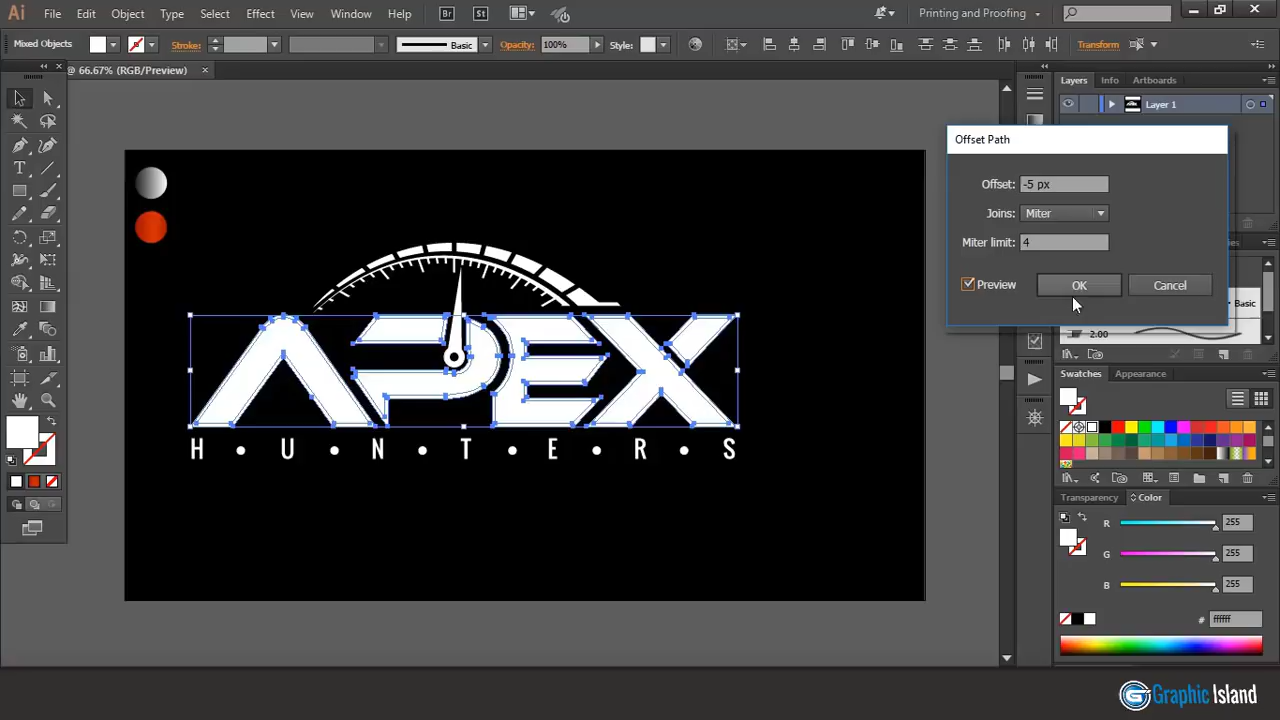 Ai File Edit Object Type Select Effect View Window Help Br St Printing and Proofing
Mixed Objects Stroke: Basic Opacity: 100% Style: Transform
@ 66.67% (RGB/Preview) ×
Layers Info Artboards
Layer 1
Offset Path
Offset: -5 px
Joins: Miter
Miter limit: 4
Preview OK Cancel
Basic
2.00
APEX
H•U•N•T•E•R•S
Swatches Appearance
Transparency Color
R 255
G 255
B 255
# ffffff
Graphic Island